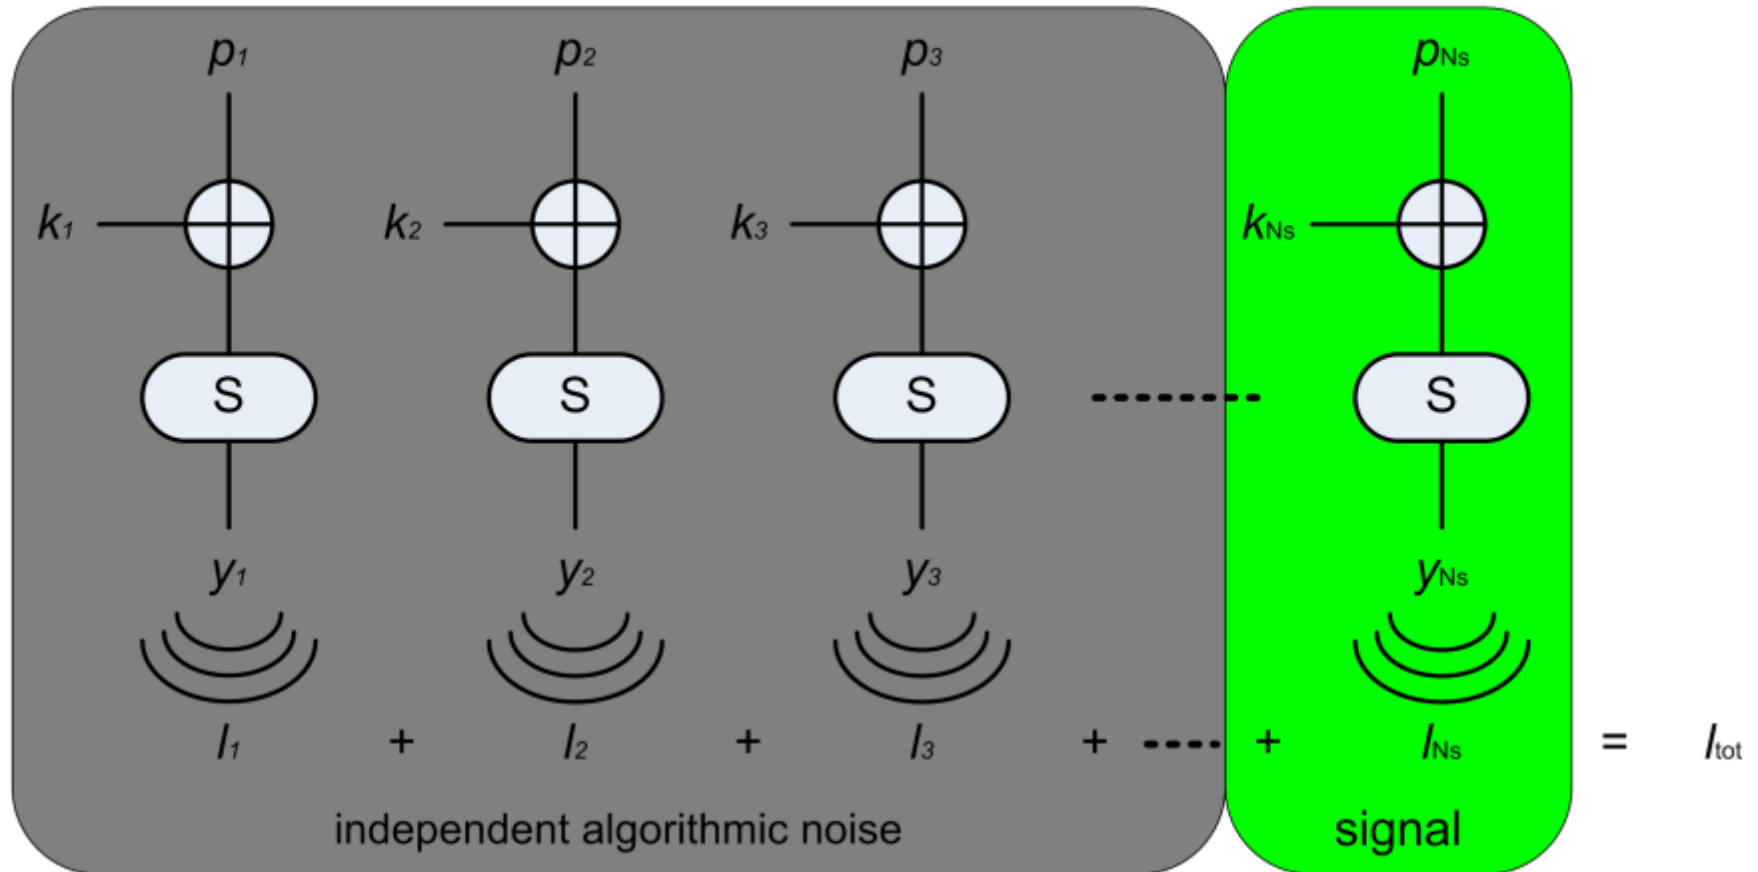 p1 p2 p3 pNs
k1 k2 k3 kNs
S S S S
y1 y2 y3 yNs
l1 + l2 + l3 + + lNs = ltot
independent algorithmic noise signal